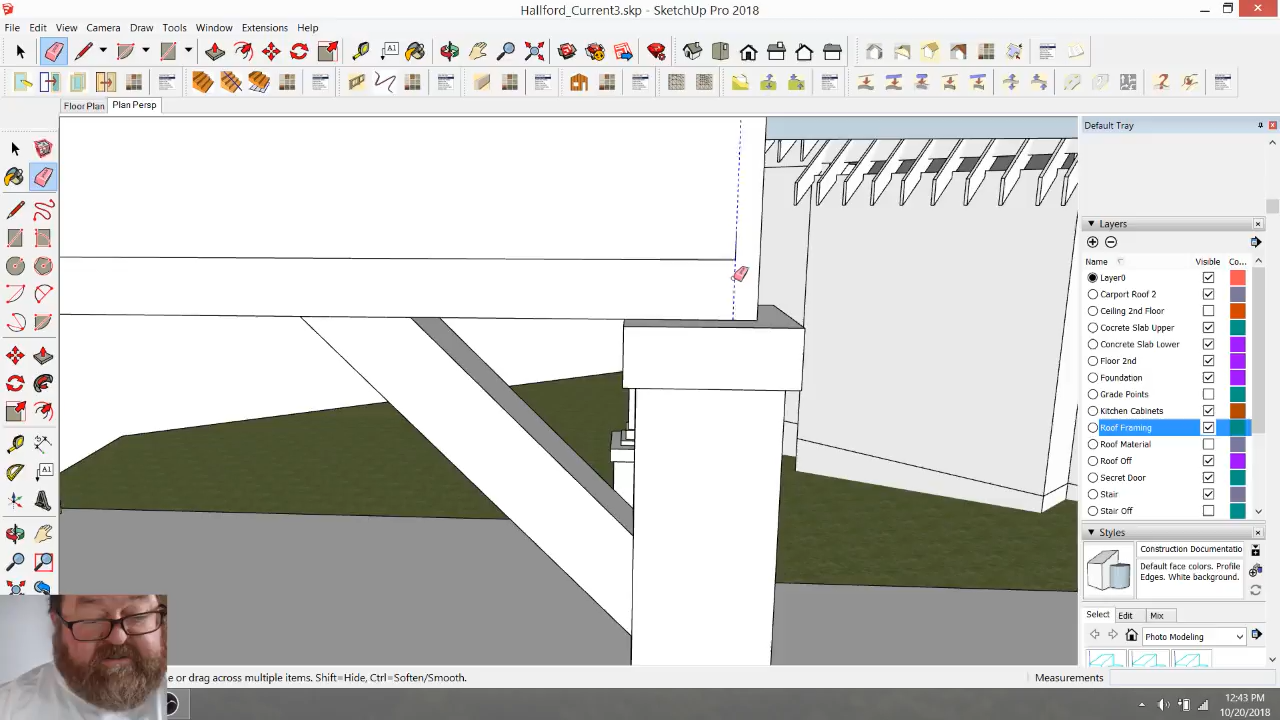 Hallford_Current3.skp - SketchUp Pro 2018
File Edit View Camera Draw Tools Window Extensions Help
Floor Plan Plan Persp
Default Tray
Layers
Name Visible Co...
Layer0
Carport Roof 2
Ceiling 2nd Floor
Cocrete Slab Upper
Concrete Slab Lower
Floor 2nd
Foundation
Grade Points
Kitchen Cabinets
Roof Framing
Roof Material
Roof Off
Secret Door
Stair
Stair Off
Styles
Construction Documentatio
Default face colors. Profile
Edges. White background.
Select Edit Mix
Photo Modeling
e or drag across multiple items. Shift=Hide, Ctrl=Soften/Smooth.
Measurements
12:43 PM
10/20/2018